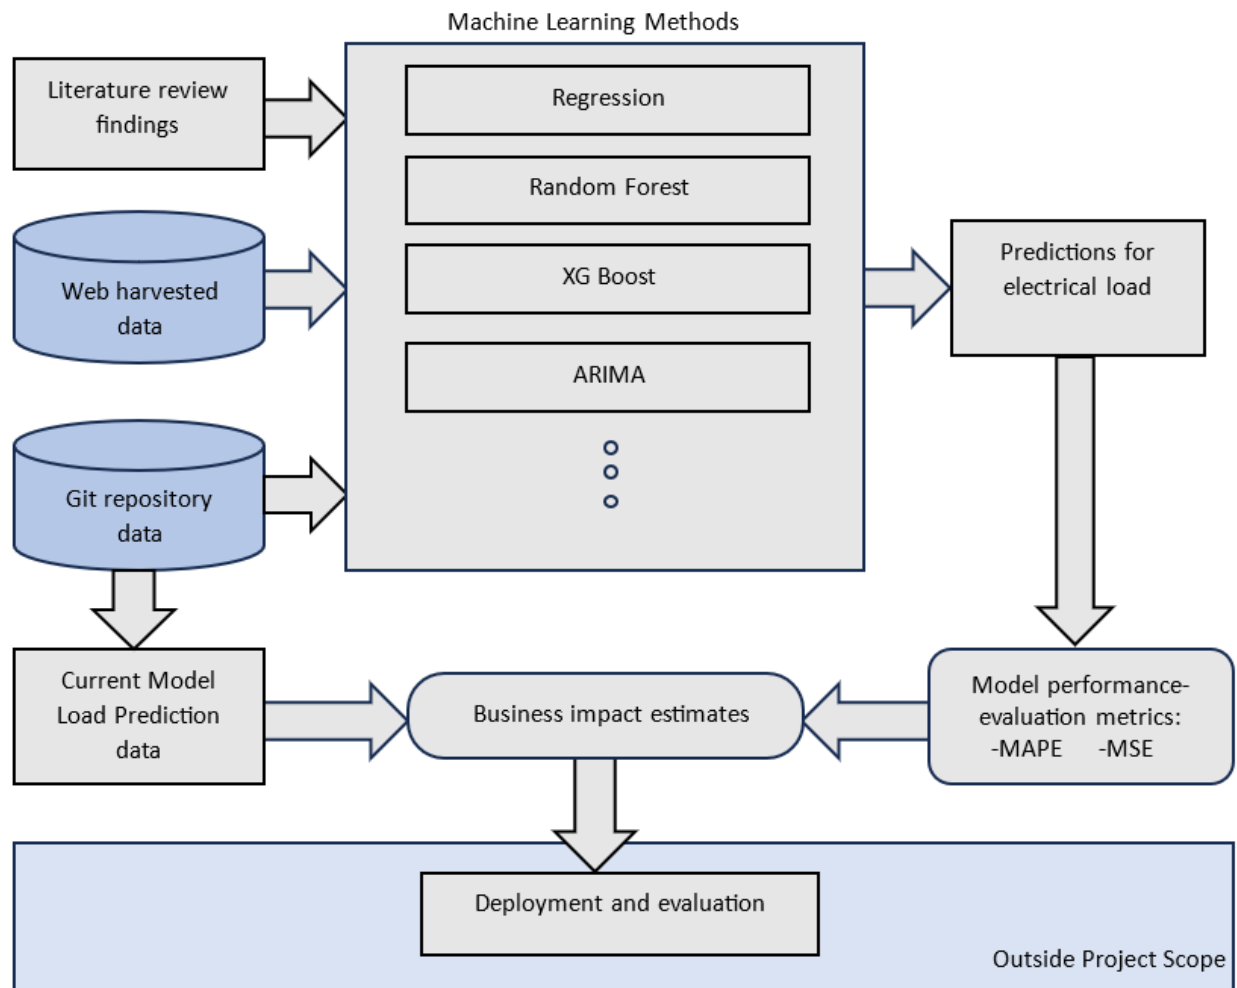 Machine Learning Methods
Literature review
findings
Regression
Random Forest
Web harvested
data
XG Boost
Predictions for
electrical load
ARIMA
Git repository
data
Current Model
Load Prediction
data
Business impact estimates
Model performance-
evaluation metrics:
-MAPE -MSE
Deployment and evaluation
Outside Project Scope